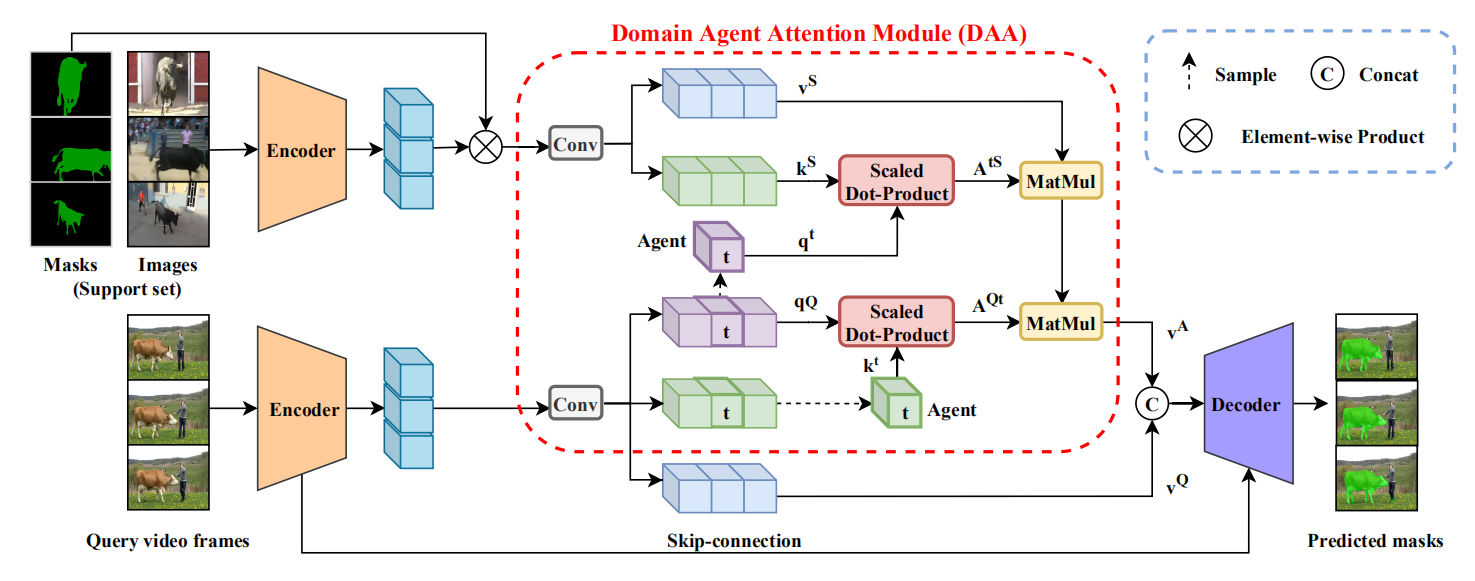 Domain Agent Attention Module (DAA)
Sample
C
Concat
Element-wise Product
Encoder
Conv
v^S
k^S
Scaled
Dot-Product
A^tS
MatMul
Masks
Images
(Support set)
Agent
t
q^t
Encoder
Conv
t
q^Q
Scaled
Dot-Product
A^Qt
MatMul
k^t
t
t
Agent
v^A
C
v^Q
Decoder
Query video frames
Skip-connection
Predicted masks